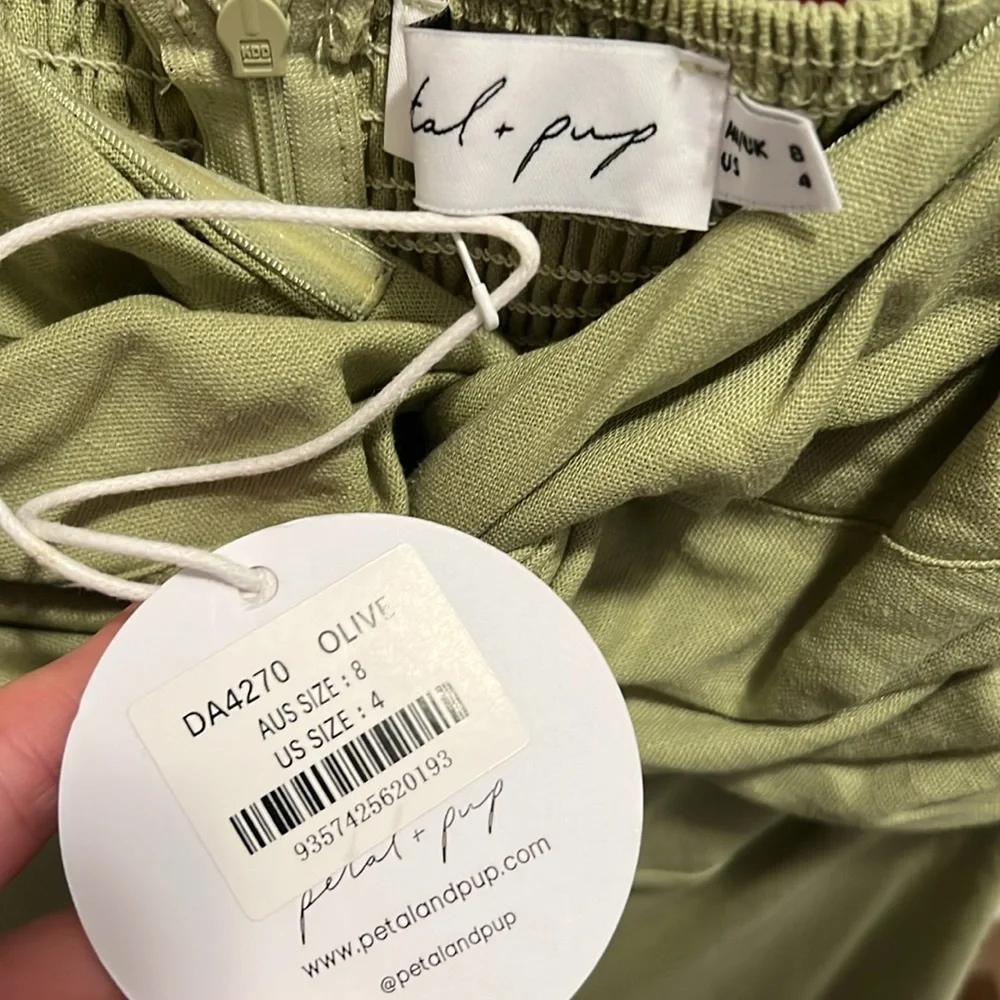 tal + pup
AU/UK 8
US 4
DA4270 OLIVE
AUS SIZE : 8
US SIZE : 4
9357425620193
petal + pup
www.petalandpup.com
@petalandpup